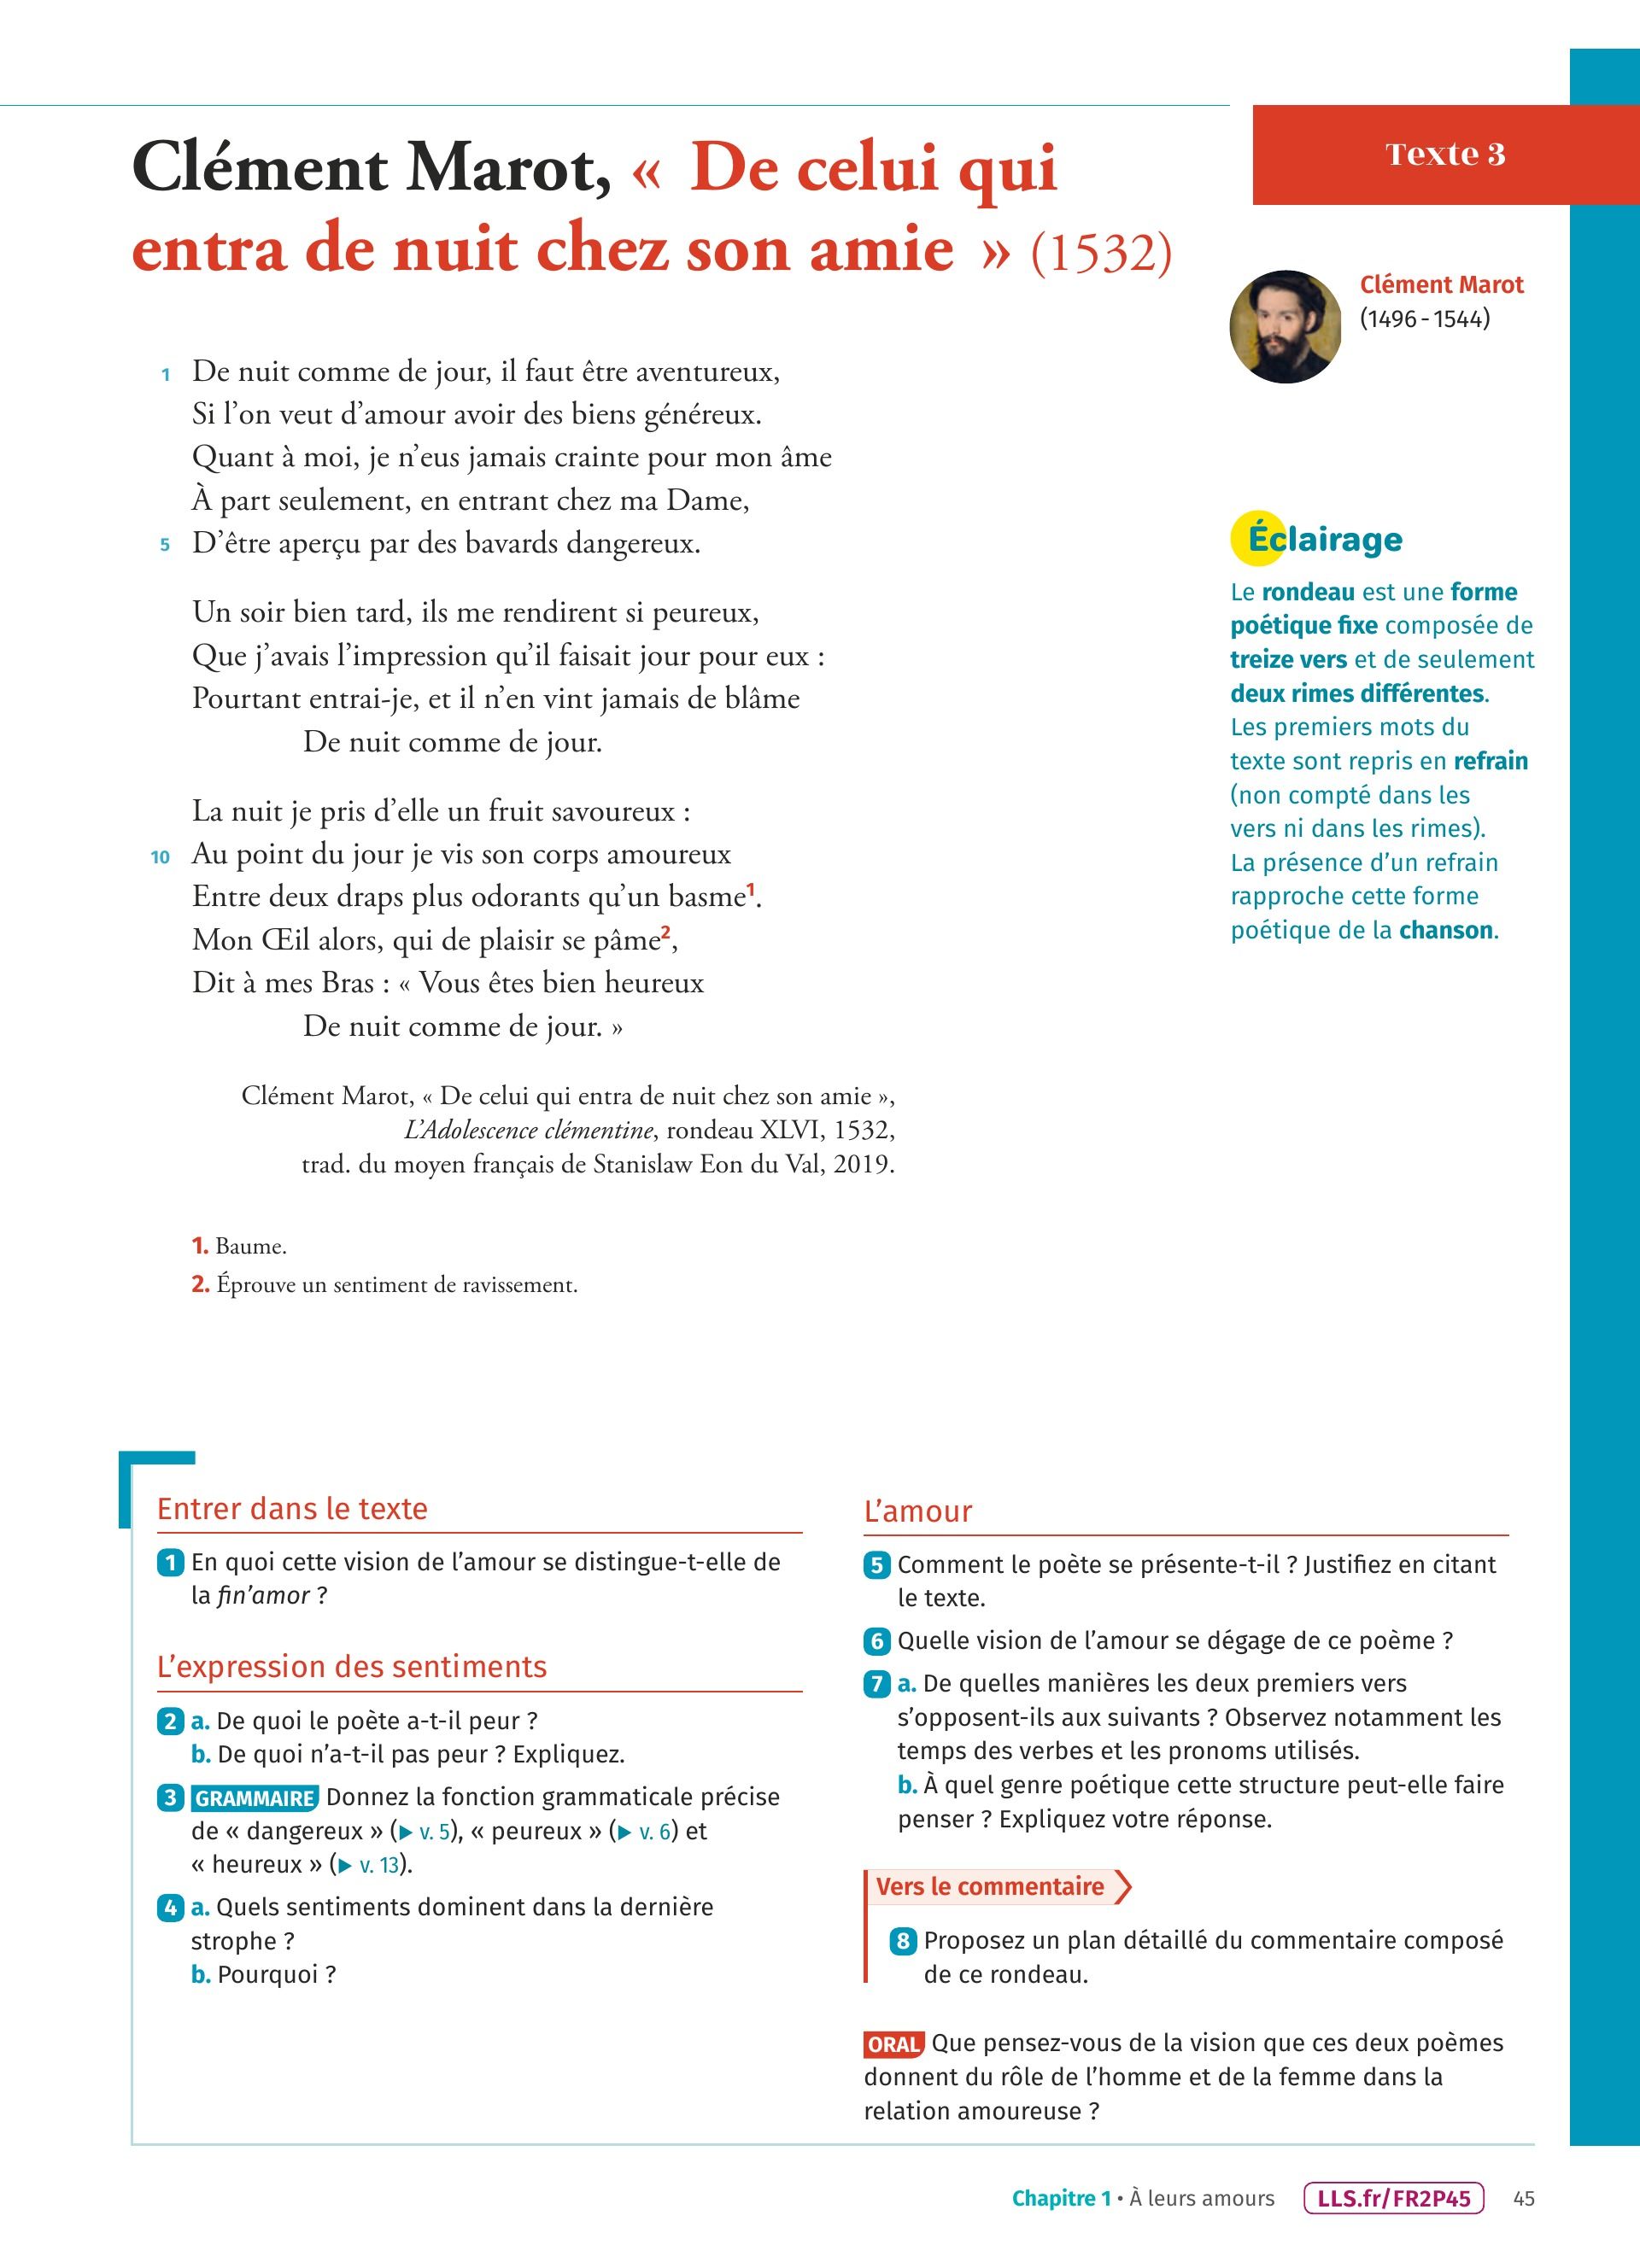 Texte 3
Clément Marot, « De celui qui
entra de nuit chez son amie » (1532)
Clément Marot
(1496 - 1544)
1 De nuit comme de jour, il faut être aventureux,
Si l’on veut d’amour avoir des biens généreux.
Quant à moi, je n’eus jamais crainte pour mon âme
À part seulement, en entrant chez ma Dame,
5 D’être aperçu par des bavards dangereux.
Un soir bien tard, ils me rendirent si peureux,
Que j’avais l’impression qu’il faisait jour pour eux :
Pourtant entrai-je, et il n’en vint jamais de blâme
De nuit comme de jour.
La nuit je pris d’elle un fruit savoureux :
10 Au point du jour je vis son corps amoureux
Entre deux draps plus odorants qu’un basme1.
Mon Œil alors, qui de plaisir se pâme2,
Dit à mes Bras : « Vous êtes bien heureux
De nuit comme de jour. »
Clément Marot, « De celui qui entra de nuit chez son amie »,
L’Adolescence clémentine, rondeau XLVI, 1532,
trad. du moyen français de Stanislaw Eon du Val, 2019.
1. Baume.
2. Éprouve un sentiment de ravissement.
Éclairage
Le rondeau est une forme
poétique fixe composée de
treize vers et de seulement
deux rimes différentes.
Les premiers mots du
texte sont repris en refrain
(non compté dans les
vers ni dans les rimes).
La présence d’un refrain
rapproche cette forme
poétique de la chanson.
Entrer dans le texte
1 En quoi cette vision de l’amour se distingue-t-elle de
la fin’amor ?
L’expression des sentiments
2 a. De quoi le poète a-t-il peur ?
b. De quoi n’a-t-il pas peur ? Expliquez.
3 GRAMMAIRE Donnez la fonction grammaticale précise
de « dangereux » (▶ v. 5), « peureux » (▶ v. 6) et
« heureux » (▶ v. 13).
4 a. Quels sentiments dominent dans la dernière
strophe ?
b. Pourquoi ?
L’amour
5 Comment le poète se présente-t-il ? Justifiez en citant
le texte.
6 Quelle vision de l’amour se dégage de ce poème ?
7 a. De quelles manières les deux premiers vers
s’opposent-ils aux suivants ? Observez notamment les
temps des verbes et les pronoms utilisés.
b. À quel genre poétique cette structure peut-elle faire
penser ? Expliquez votre réponse.
Vers le commentaire
8 Proposez un plan détaillé du commentaire composé
de ce rondeau.
ORAL Que pensez-vous de la vision que ces deux poèmes
donnent du rôle de l’homme et de la femme dans la
relation amoureuse ?
Chapitre 1 • À leurs amours LLS.fr/FR2P45 45